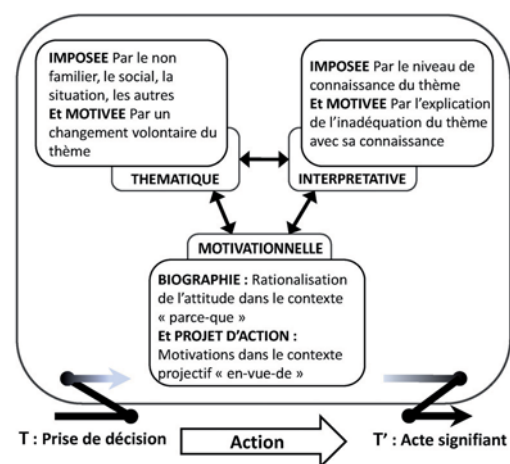 IMPOSEE Par le non
familier, le social, la
situation, les autres
Et MOTIVEE Par un
changement volontaire du
thème
THEMATIQUE
IMPOSEE Par le niveau de
connaissance du thème
Et MOTIVEE Par l'explication
de l'inadéquation du thème
avec sa connaissance
INTERPRETATIVE
MOTIVATIONNELLE
BIOGRAPHIE : Rationalisation
de l'attitude dans le contexte
« parce-que »
Et PROJET D'ACTION :
Motivations dans le contexte
projectif « en-vue-de »
T : Prise de décision
Action
T' : Acte signifiant